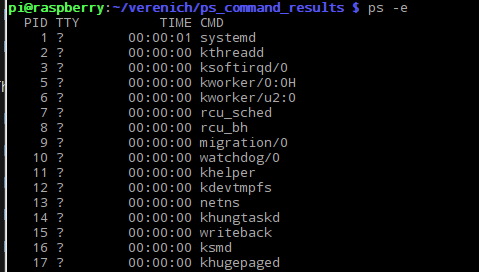 pi@raspberry:~/verenich/ps_command_results $ ps -e
PID TTY TIME CMD
1 ? 00:00:01 systemd
2 ? 00:00:00 kthreadd
3 ? 00:00:00 ksoftirqd/0
5 ? 00:00:00 kworker/0:0H
6 ? 00:00:00 kworker/u2:0
7 ? 00:00:00 rcu_sched
8 ? 00:00:00 rcu_bh
9 ? 00:00:00 migration/0
10 ? 00:00:00 watchdog/0
11 ? 00:00:00 khelper
12 ? 00:00:00 kdevtmpfs
13 ? 00:00:00 netns
14 ? 00:00:00 khungtaskd
15 ? 00:00:00 writeback
16 ? 00:00:00 ksmd
17 ? 00:00:00 khugepaged